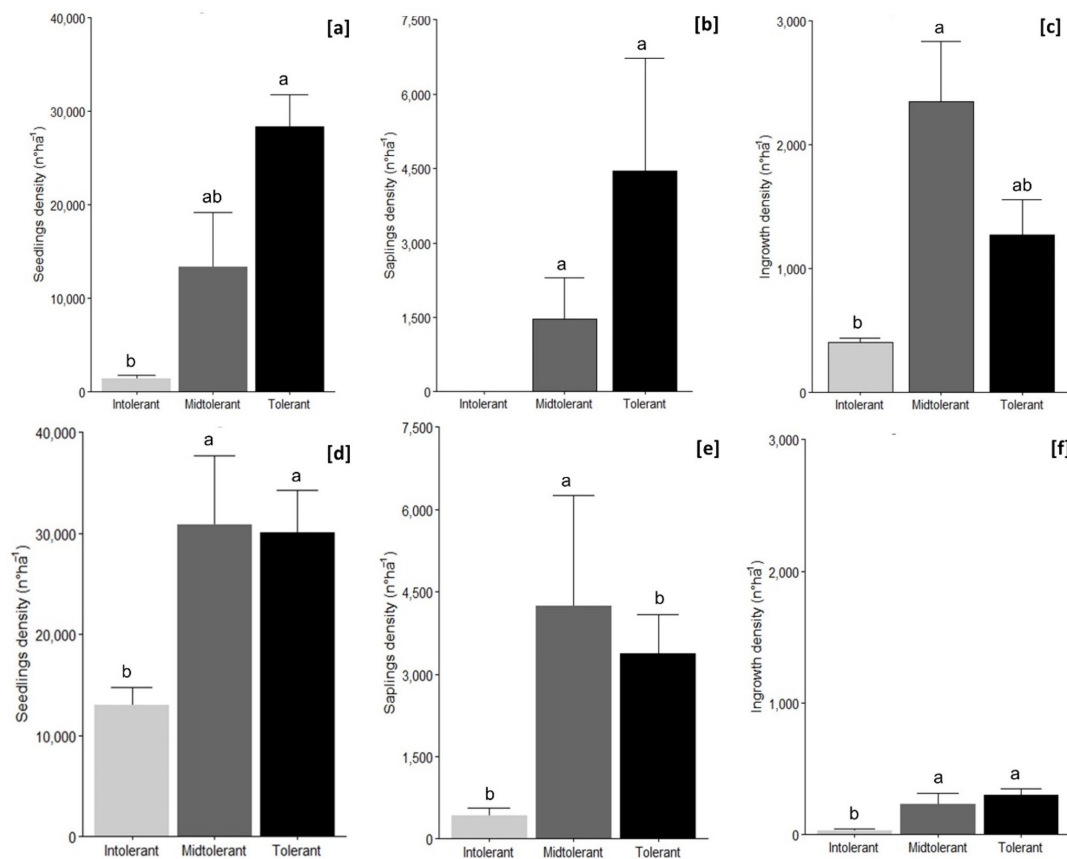 [a]
Seedlings density (n°ha⁻¹)
40,000
30,000
20,000
10,000
0
b
ab
a
Intolerant Midtolerant Tolerant
[b]
Saplings density (n°ha⁻¹)
7,500
6,000
4,500
3,000
1,500
0
a
a
Intolerant Midtolerant Tolerant
[c]
Ingrowth density (n°ha⁻¹)
3,000
2,000
1,000
0
b
a
ab
Intolerant Midtolerant Tolerant
[d]
Seedlings density (n°ha⁻¹)
40,000
30,000
20,000
10,000
0
b
a
a
Intolerant Midtolerant Tolerant
[e]
Saplings density (n°ha⁻¹)
7,500
6,000
4,500
3,000
1,500
0
b
a
b
Intolerant Midtolerant Tolerant
[f]
Ingrowth density (n°ha⁻¹)
3,000
2,000
1,000
0
b
a
a
Intolerant Midtolerant Tolerant